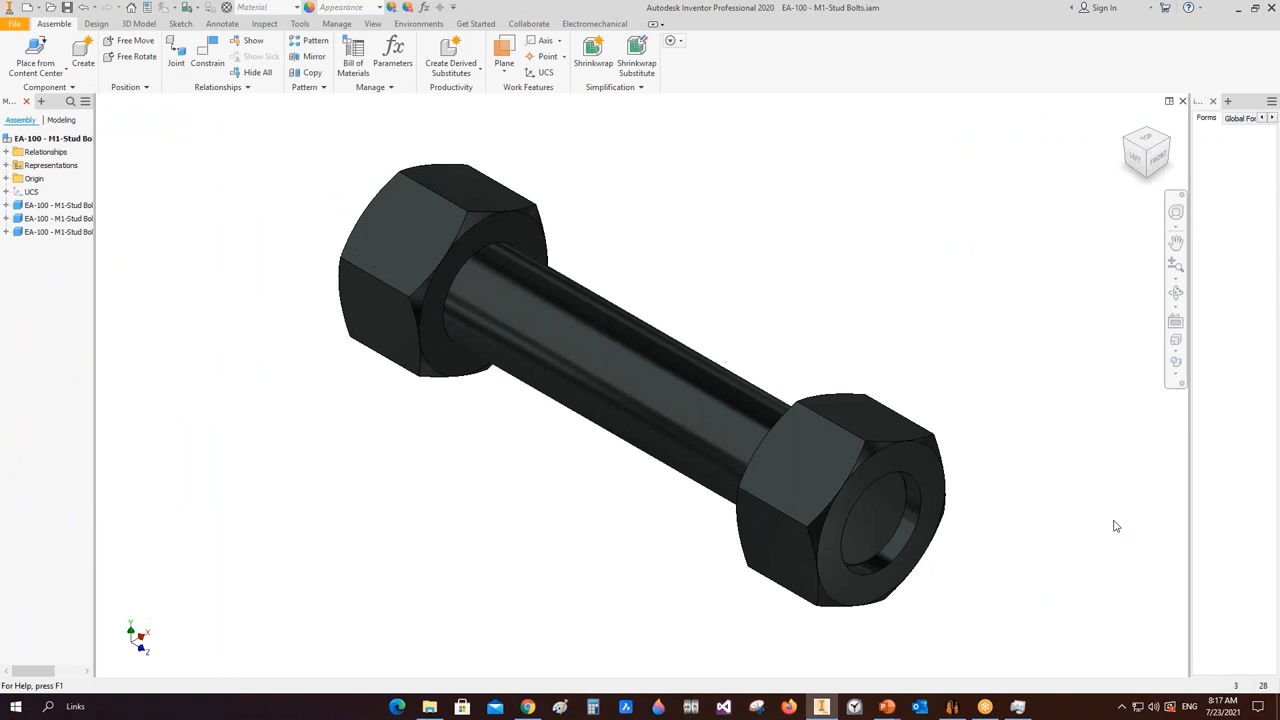 Material
Appearance
Autodesk Inventor Professional 2020 EA-100 - M1-Stud Bolts.iam
Sign In
File Assemble Design 3D Model Sketch Annotate Inspect Tools Manage View Environments Get Started Collaborate Electromechanical
Place from
Content Center
Create
Component
Free Move
Free Rotate
Position
Joint
Constrain
Show
Show Sick
Hide All
Relationships
Pattern
Mirror
Copy
Pattern
Bill of
Materials
Parameters
Manage
Create Derived
Substitutes
Productivity
Plane
Axis
Point
UCS
Work Features
Shrinkwrap
Shrinkwrap
Substitute
Simplification
M...
Assembly Modeling
EA-100 - M1-Stud Bo
Relationships
Representations
Origin
UCS
EA-100 - M1-Stud Bol
EA-100 - M1-Stud Bol
EA-100 - M1-Stud Bol
TOP
LEFT
FRONT
i...
Forms Global For
Y
X
Z
For Help, press F1
3 28
Links
ENG
8:17 AM
7/23/2021